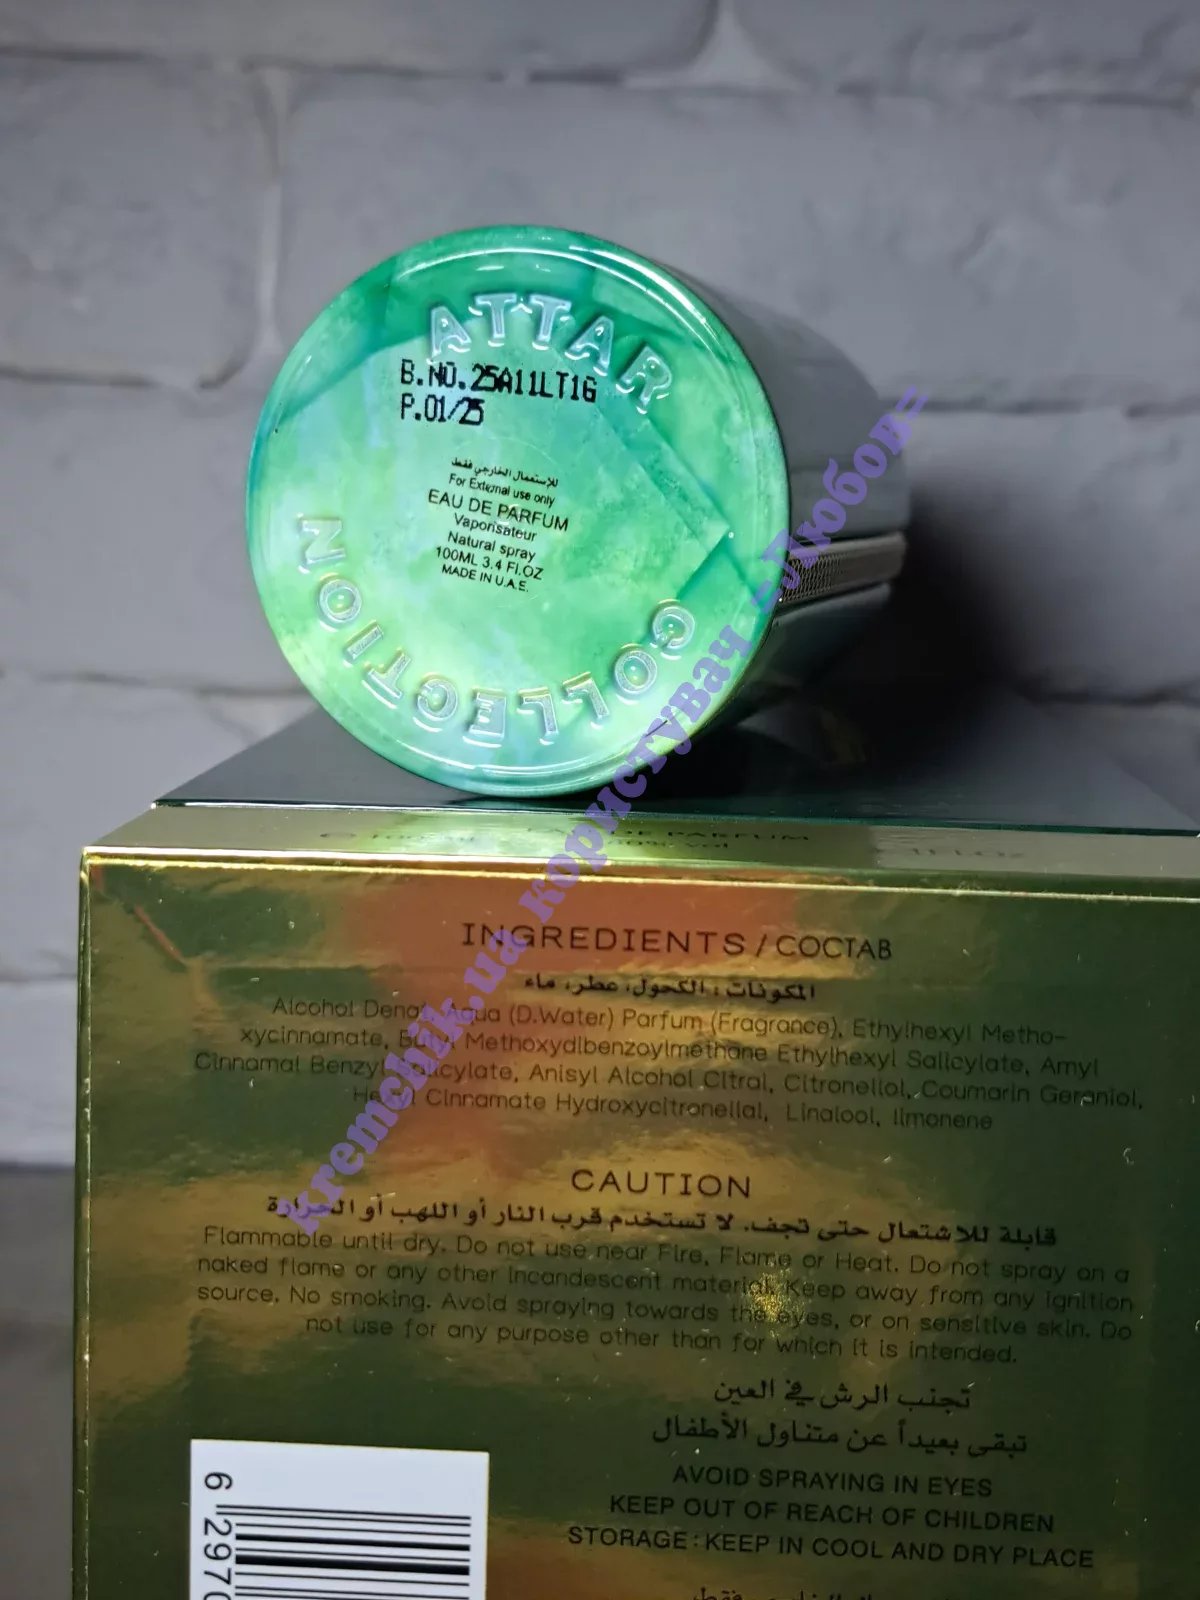 ATTAR
B.NO.25A11LT1G
P.01/25
للإستعمال الخارجي فقط
For External use only
EAU DE PARFUM
Vaporisateur
Natural spray
100ML 3.4 FI.OZ
MADE IN U.A.E.
COLLECTION
DE PARFUM
INGREDIENTS / СОСТАВ
المكونات : الكحول، عطر، ماء
Alcohol Denat, Aqua (D.Water) Parfum (Fragrance), Ethylhexyl Metho-
xycinnamate, Butyl Methoxydibenzoylmethane Ethylhexyl Salicylate, Amyl
Cinnamal Benzyl Salicylate, Anisyl Alcohol Citral, Citronellol, Coumarin Geraniol,
Hexyl Cinnamate Hydroxycitronellal, Linalool, limonene
CAUTION
قابلة للاشتعال حتى تجف. لا تستخدم قرب النار أو اللهب أو الحرارة
Flammable until dry. Do not use near Fire, Flame or Heat. Do not spray on a
naked flame or any other incandescent material. Keep away from any ignition
source. No smoking. Avoid spraying towards the eyes, or on sensitive skin. Do
not use for any purpose other than for which it is intended.
تجنب الرش في العين
تبقى بعيداً عن متناول الأطفال
AVOID SPRAYING IN EYES
KEEP OUT OF REACH OF CHILDREN
STORAGE : KEEP IN COOL AND DRY PLACE
6 2970
kremchik.ua користувач =Любов=